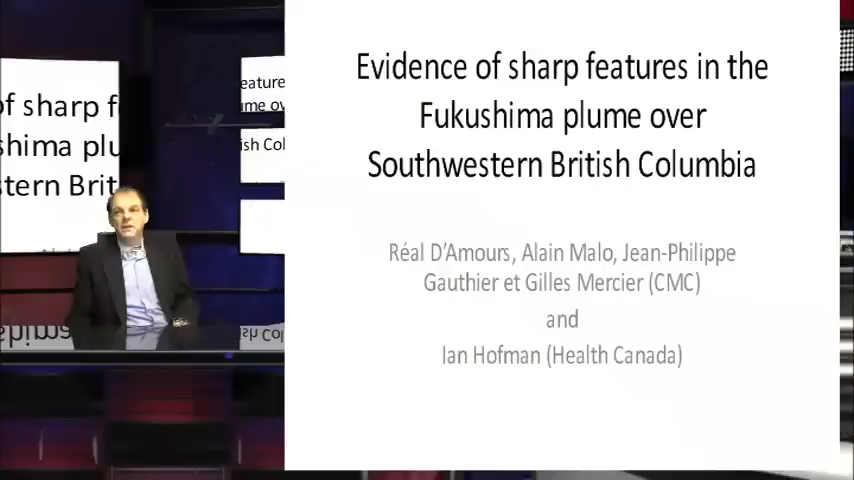 Evidence of sharp features in the
Fukushima plume over
Southwestern British Columbia
Réal D'Amours, Alain Malo, Jean-Philippe
Gauthier et Gilles Mercier (CMC)
and
Ian Hofman (Health Canada)
of sharp f
shima plu
stern Brit
eature
ume ov
ish Col